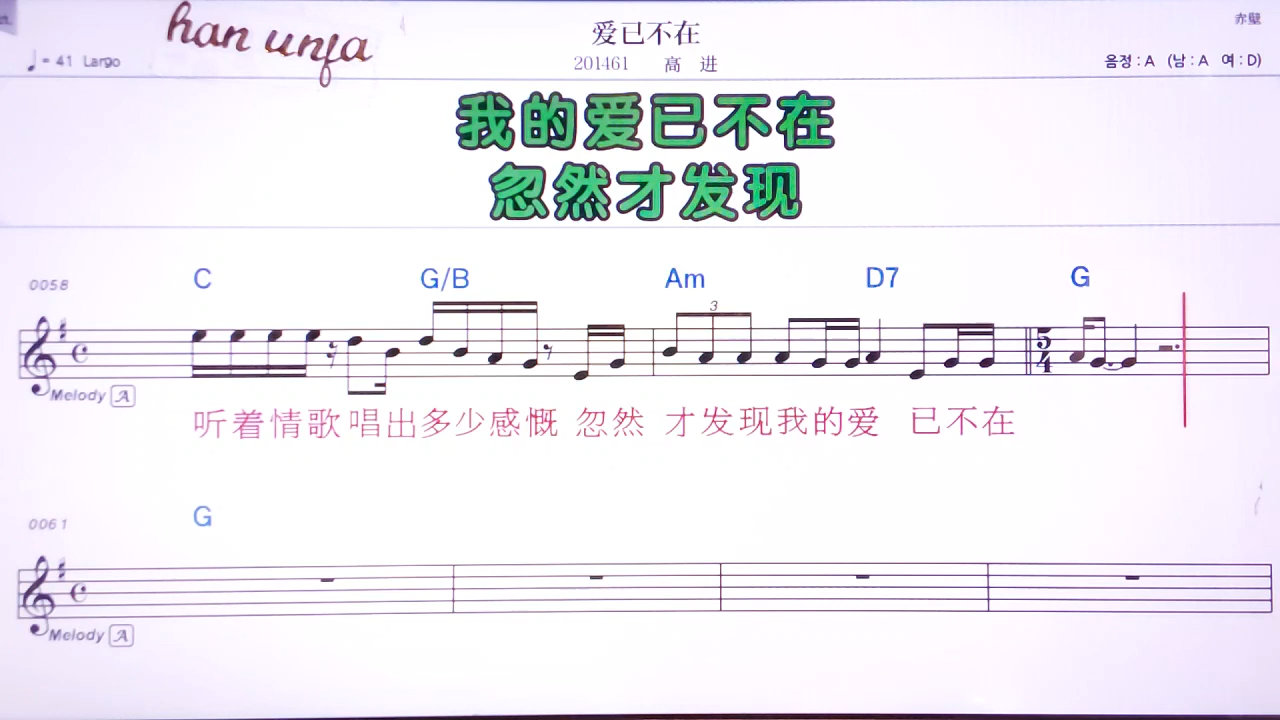 han unfa
爱已不在
赤壁
♩= 41 Largo
201461 高 进
음정 : A (남 : A 여 : D)
我的爱已不在
忽然才发现
0058
C G/B Am D7 G
3
5
4
Melody A
听着情歌唱出多少感慨 忽然 才发现我的爱 已不在
0061
G
Melody A